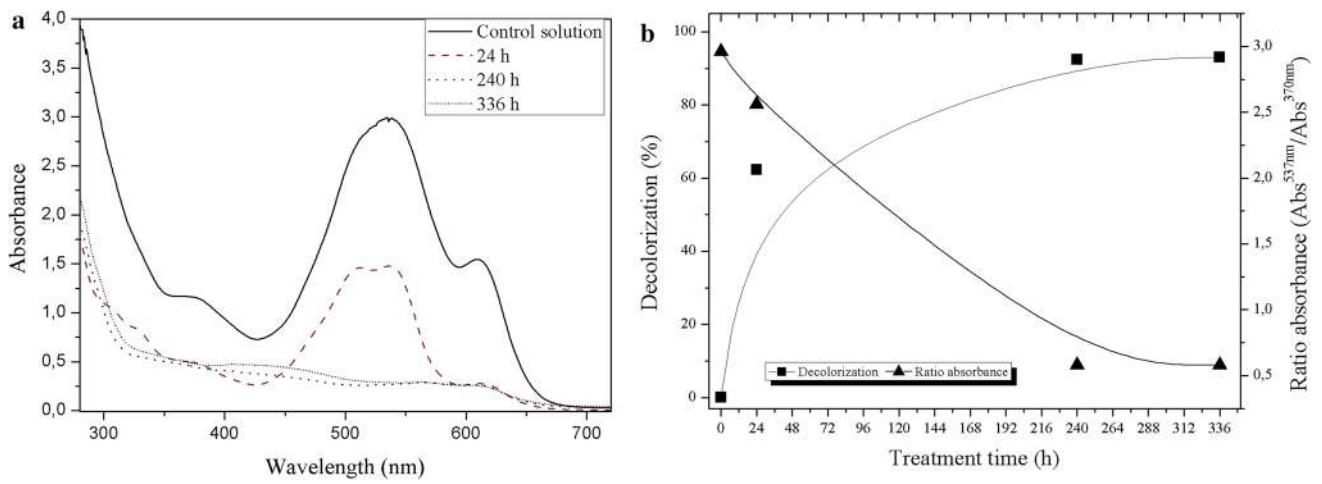 a
4,0
3,5
3,0
2,5
2,0
1,5
1,0
0,5
0,0
Absorbance
300 400 500 600 700
Wavelength (nm)
Control solution
24 h
240 h
336 h
b
100
80
60
40
20
0
Decolorization (%)
3,0
2,5
2,0
1,5
1,0
0,5
Ratio absorbance (Abs537nm/Abs370nm)
Decolorization Ratio absorbance
0 24 48 72 96 120 144 168 192 216 240 264 288 312 336
Treatment time (h)